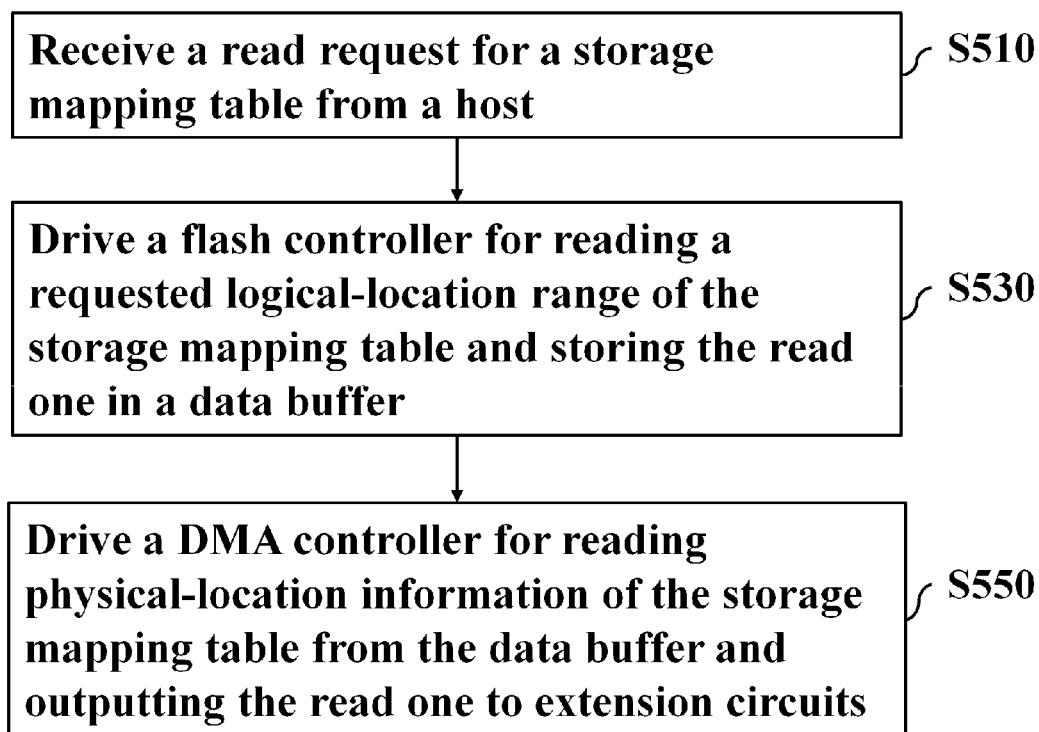 Receive a read request for a storage
mapping table from a host
S510
Drive a flash controller for reading a
requested logical-location range of the
storage mapping table and storing the read
one in a data buffer
S530
Drive a DMA controller for reading
physical-location information of the storage
mapping table from the data buffer and
outputting the read one to extension circuits
S550